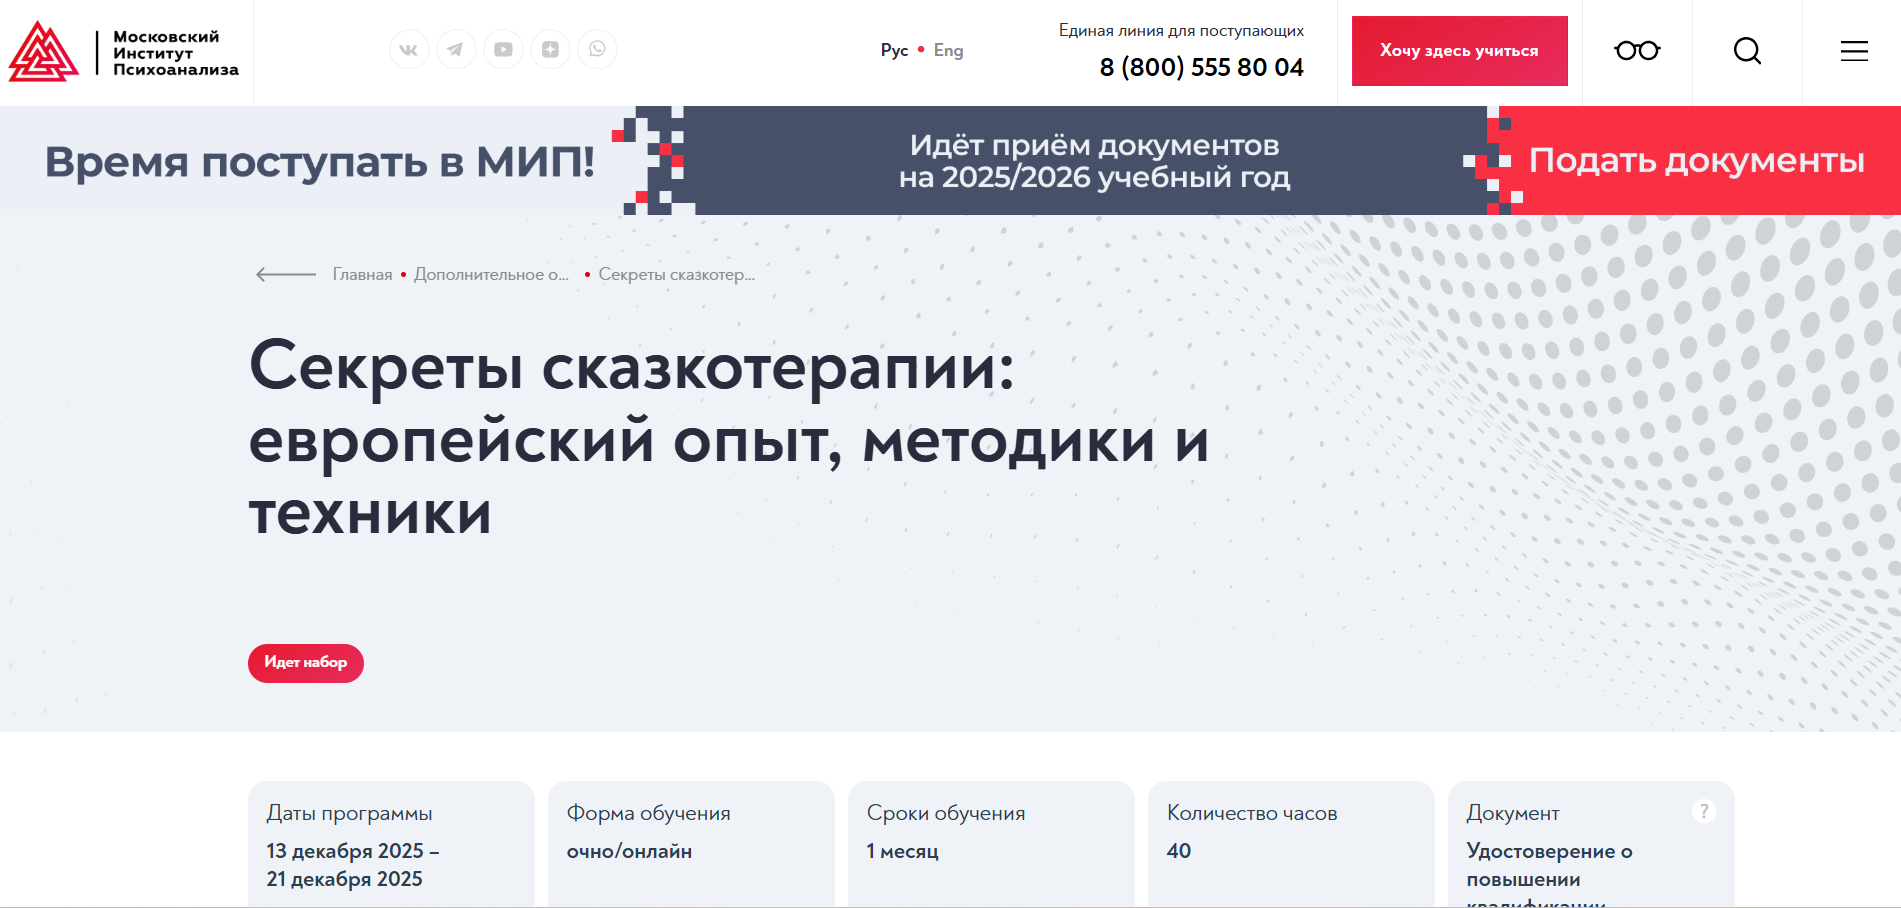 Московский
Институт
Психоанализа
Рус • Eng
Единая линия для поступающих
8 (800) 555 80 04
Хочу здесь учиться
Время поступать в МИП!
Идёт приём документов
на 2025/2026 учебный год
Подать документы
Главная • Дополнительное о... • Секреты сказкотер...
Секреты сказкотерапии:
европейский опыт, методики и
техники
Идет набор
Даты программы
13 декабря 2025 –
21 декабря 2025
Форма обучения
очно/онлайн
Сроки обучения
1 месяц
Количество часов
40
Документ
?
Удостоверение о
повышении
квалификации